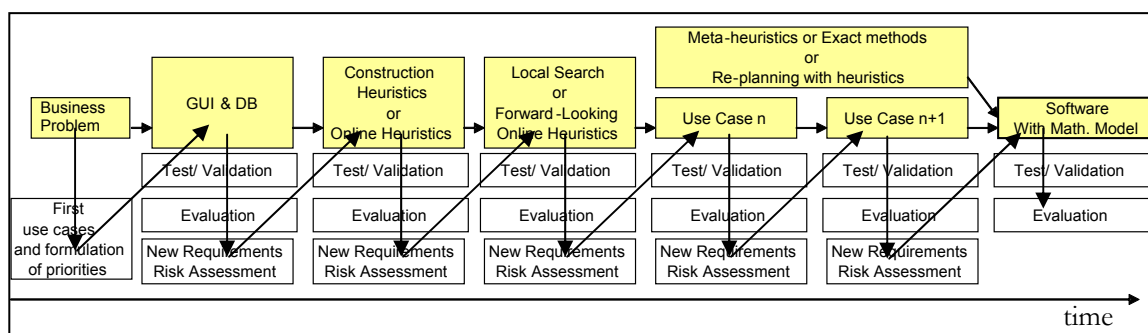 Business
Problem
First
use cases
and formulation
of priorities
GUI & DB
Test/ Validation
Evaluation
New Requirements
Risk Assessment
Construction
Heuristics
or
Online Heuristics
Test/ Validation
Evaluation
New Requirements
Risk Assessment
Local Search
or
Forward-Looking
Online Heuristics
Test/ Validation
Evaluation
New Requirements
Risk Assessment
Meta-heuristics or Exact methods
or
Re-planning with heuristics
Use Case n
Test/ Validation
Evaluation
New Requirements
Risk Assessment
Use Case n+1
Test/ Validation
Evaluation
New Requirements
Risk Assessment
Software
With Math. Model
Test/ Validation
Evaluation
time